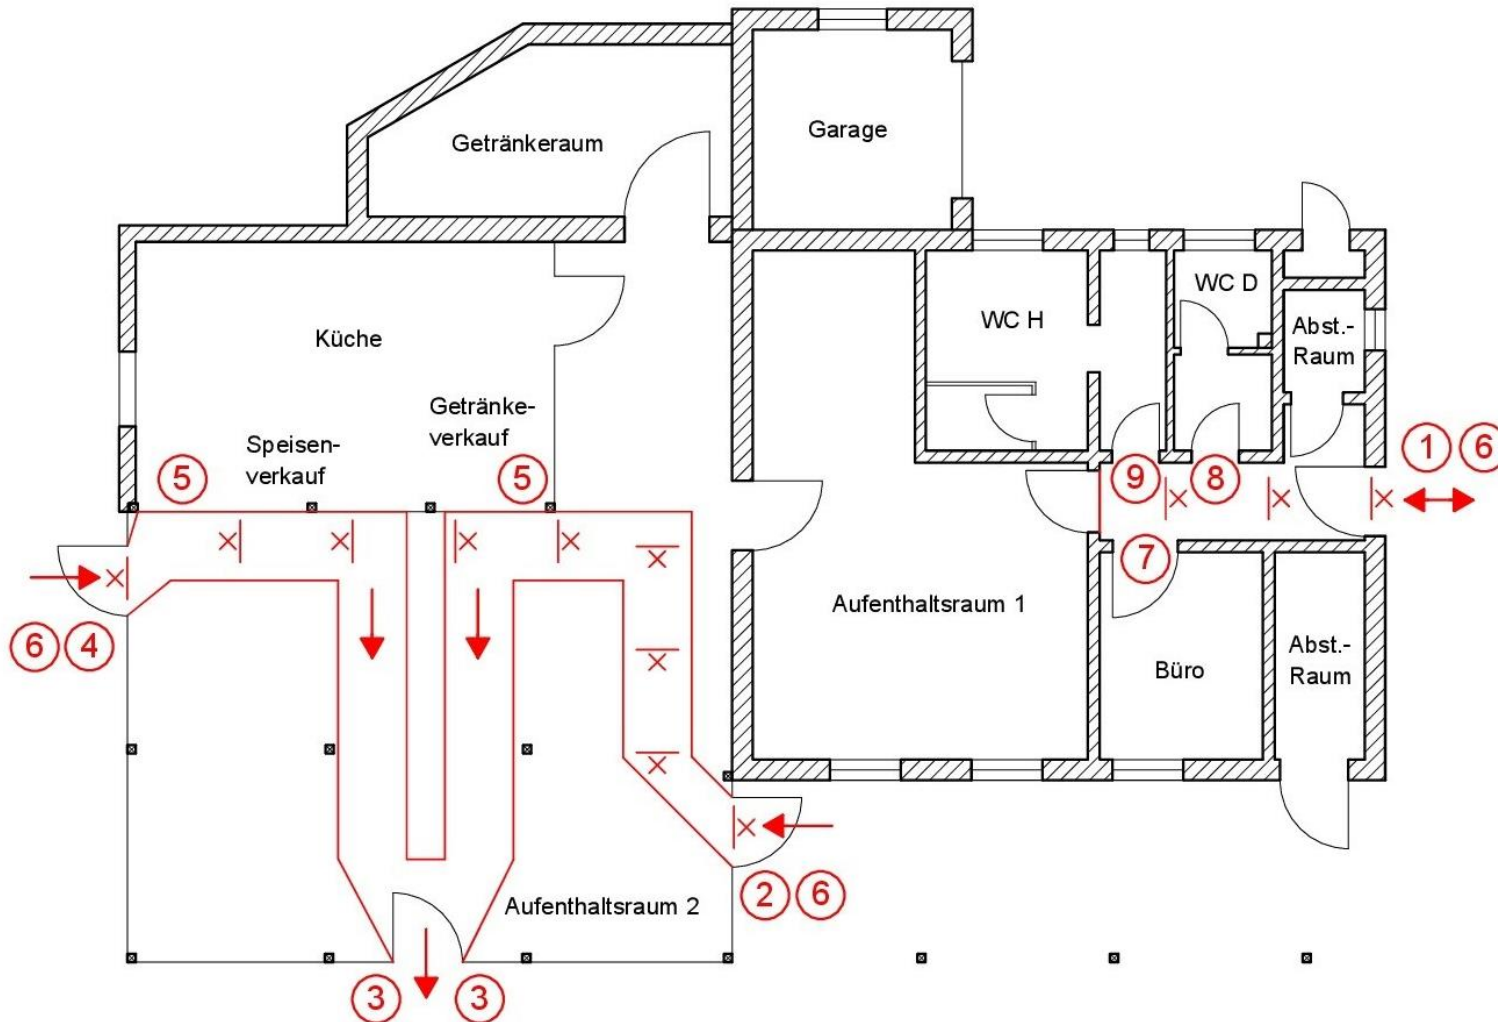 Getränkeraum
Garage
WC H
WC D
Abst.-
Raum
Küche
Getränke-
verkauf
Speisen-
verkauf
5
5
1
6
9
8
7
6
4
Aufenthaltsraum 1
Büro
Abst.-
Raum
2
6
Aufenthaltsraum 2
3
3